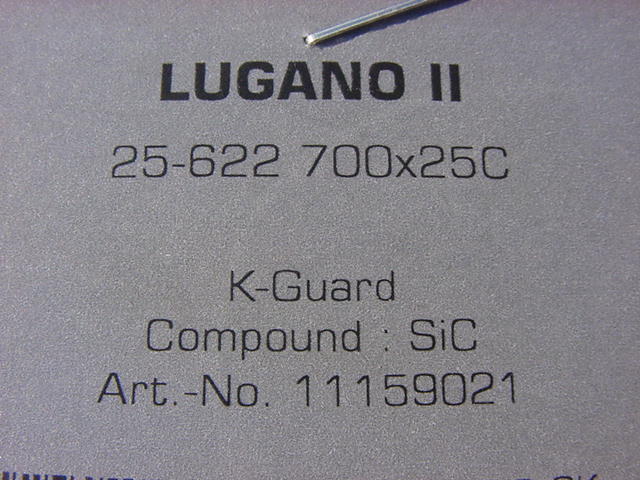 LUGANO II
25-622 700x25C
K-Guard
Compound : SiC
Art.-No. 11159021